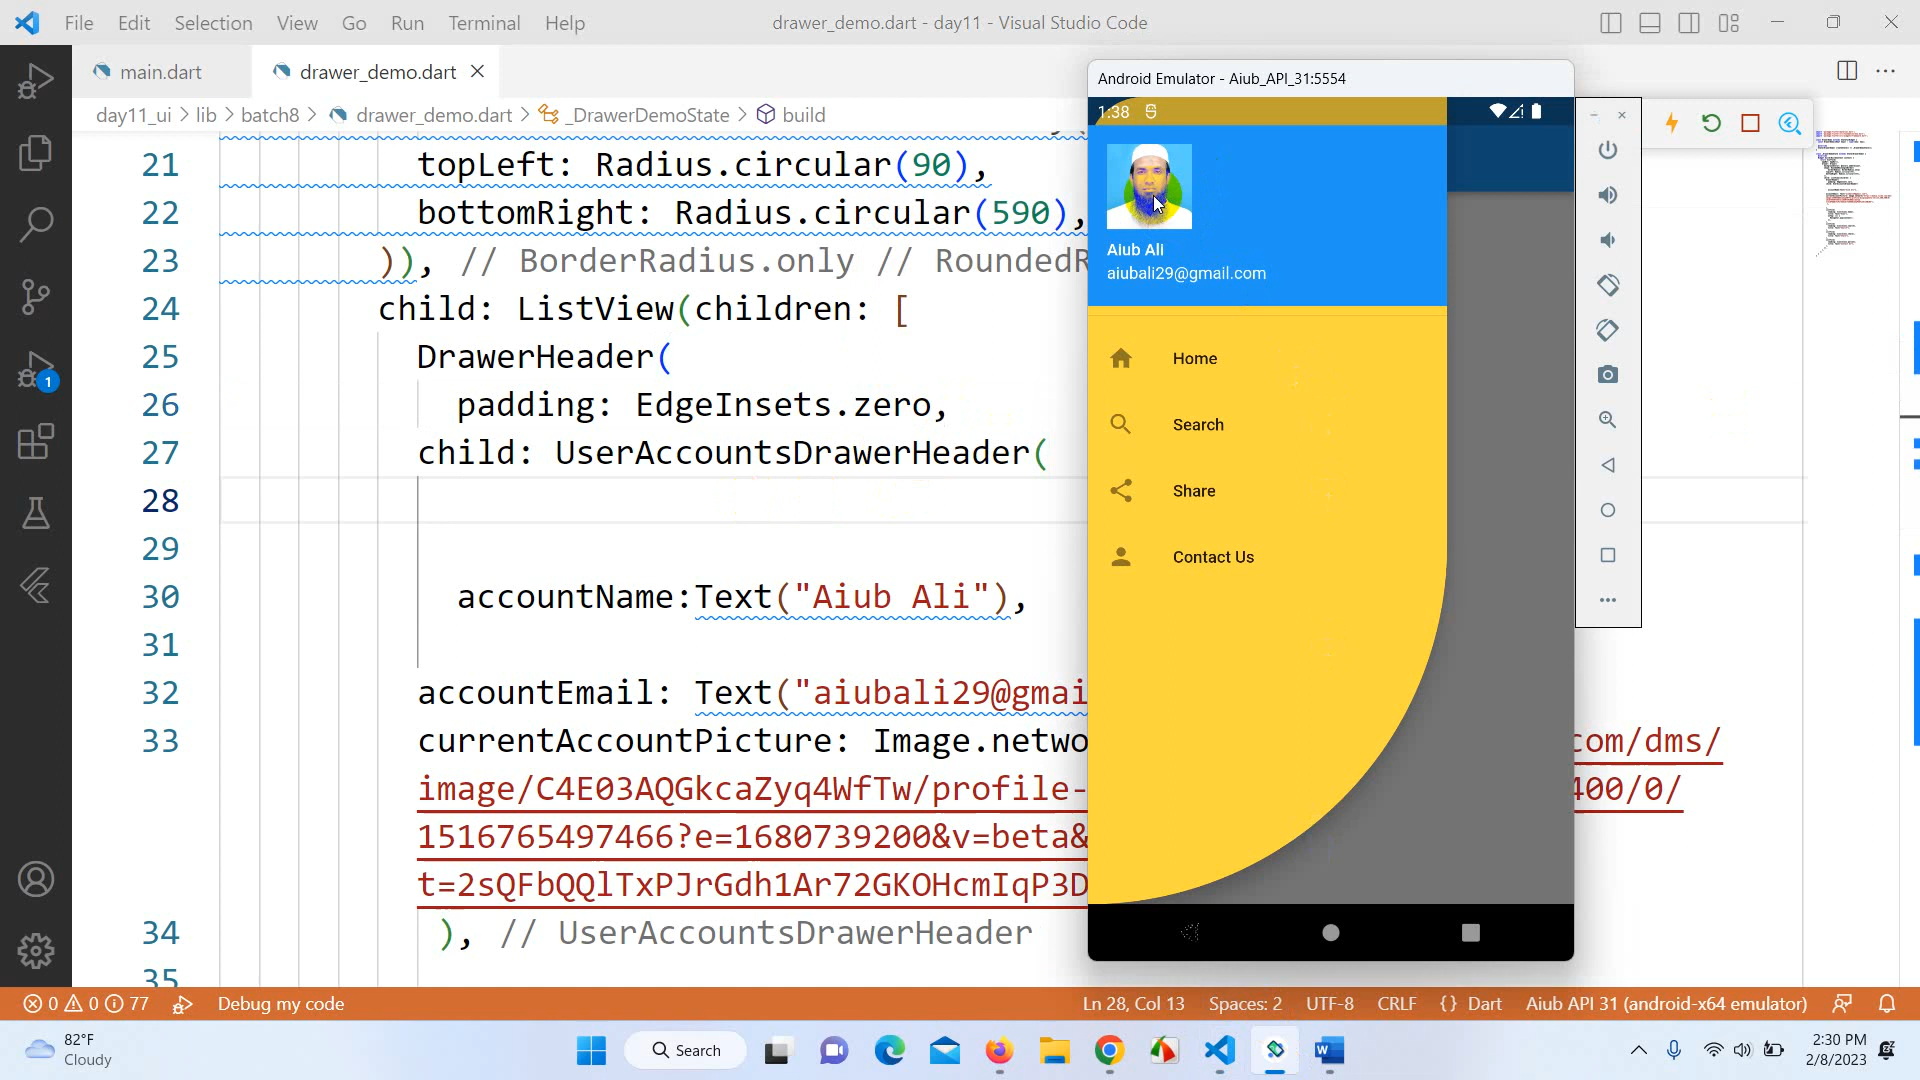 File Edit Selection View Go Run Terminal Help
drawer_demo.dart - day11 - Visual Studio Code
main.dart
drawer_demo.dart
day11_ui > lib > batch8 > drawer_demo.dart > _DrawerDemoState > build
21 topLeft: Radius.circular(90),
22 bottomRight: Radius.circular(590),
23 )), // BorderRadius.only // RoundedR
24 child: ListView(children: [
25 DrawerHeader(
26 padding: EdgeInsets.zero,
27 child: UserAccountsDrawerHeader(
28
29
30 accountName:Text("Aiub Ali"),
31
32 accountEmail: Text("aiubali29@gmai
33 currentAccountPicture: Image.netwo com/dms/
image/C4E03AQGkcaZyq4WfTw/profile- 400/0/
1516765497466?e=1680739200&v=beta&
t=2sQFbQQlTxPJrGdh1Ar72GKOHcmIqP3D
34 ), // UserAccountsDrawerHeader
35
Android Emulator - Aiub_API_31:5554
1:38
Aiub Ali
aiubali29@gmail.com
Home
Search
Share
Contact Us
1
0 0 77 Debug my code
Ln 28, Col 13 Spaces: 2 UTF-8 CRLF {} Dart Aiub API 31 (android-x64 emulator)
82°F
Cloudy
Search
2:30 PM
2/8/2023